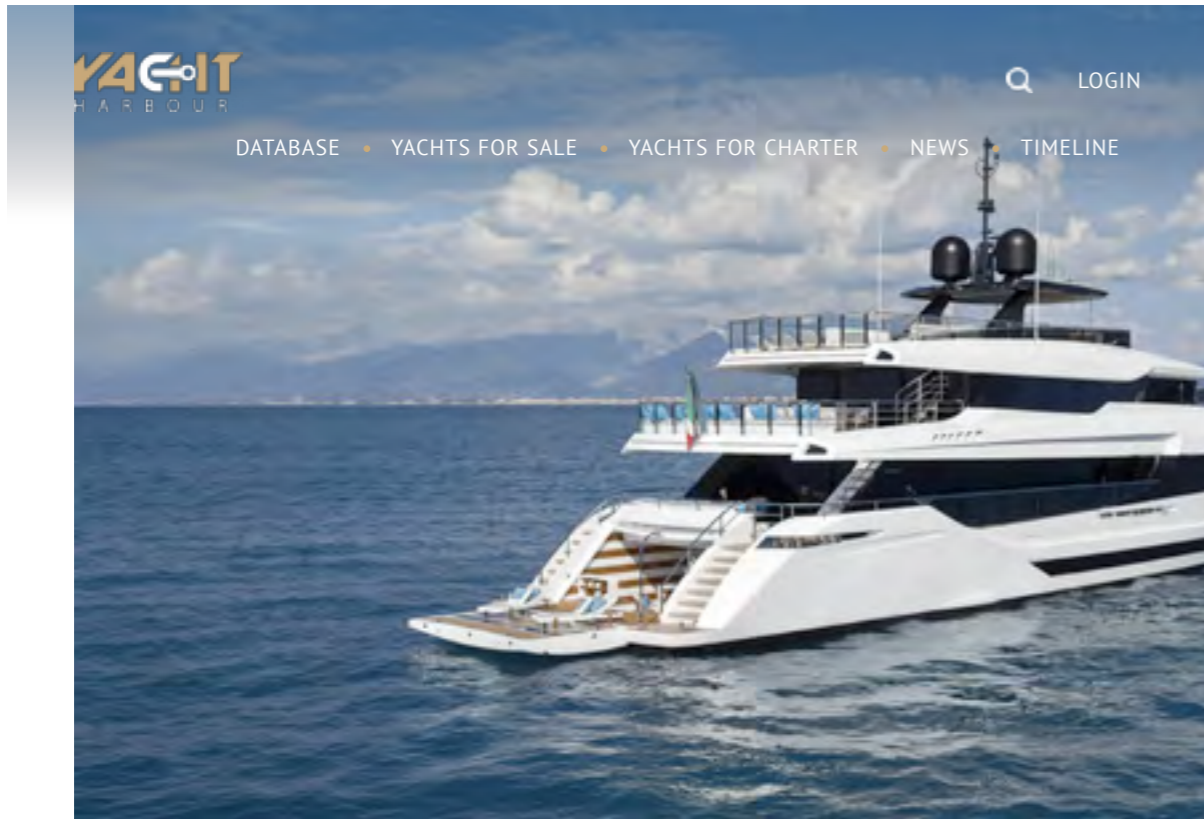 YACHT
HARBOUR
LOGIN
DATABASE • YACHTS FOR SALE • YACHTS FOR CHARTER • NEWS • TIMELINE